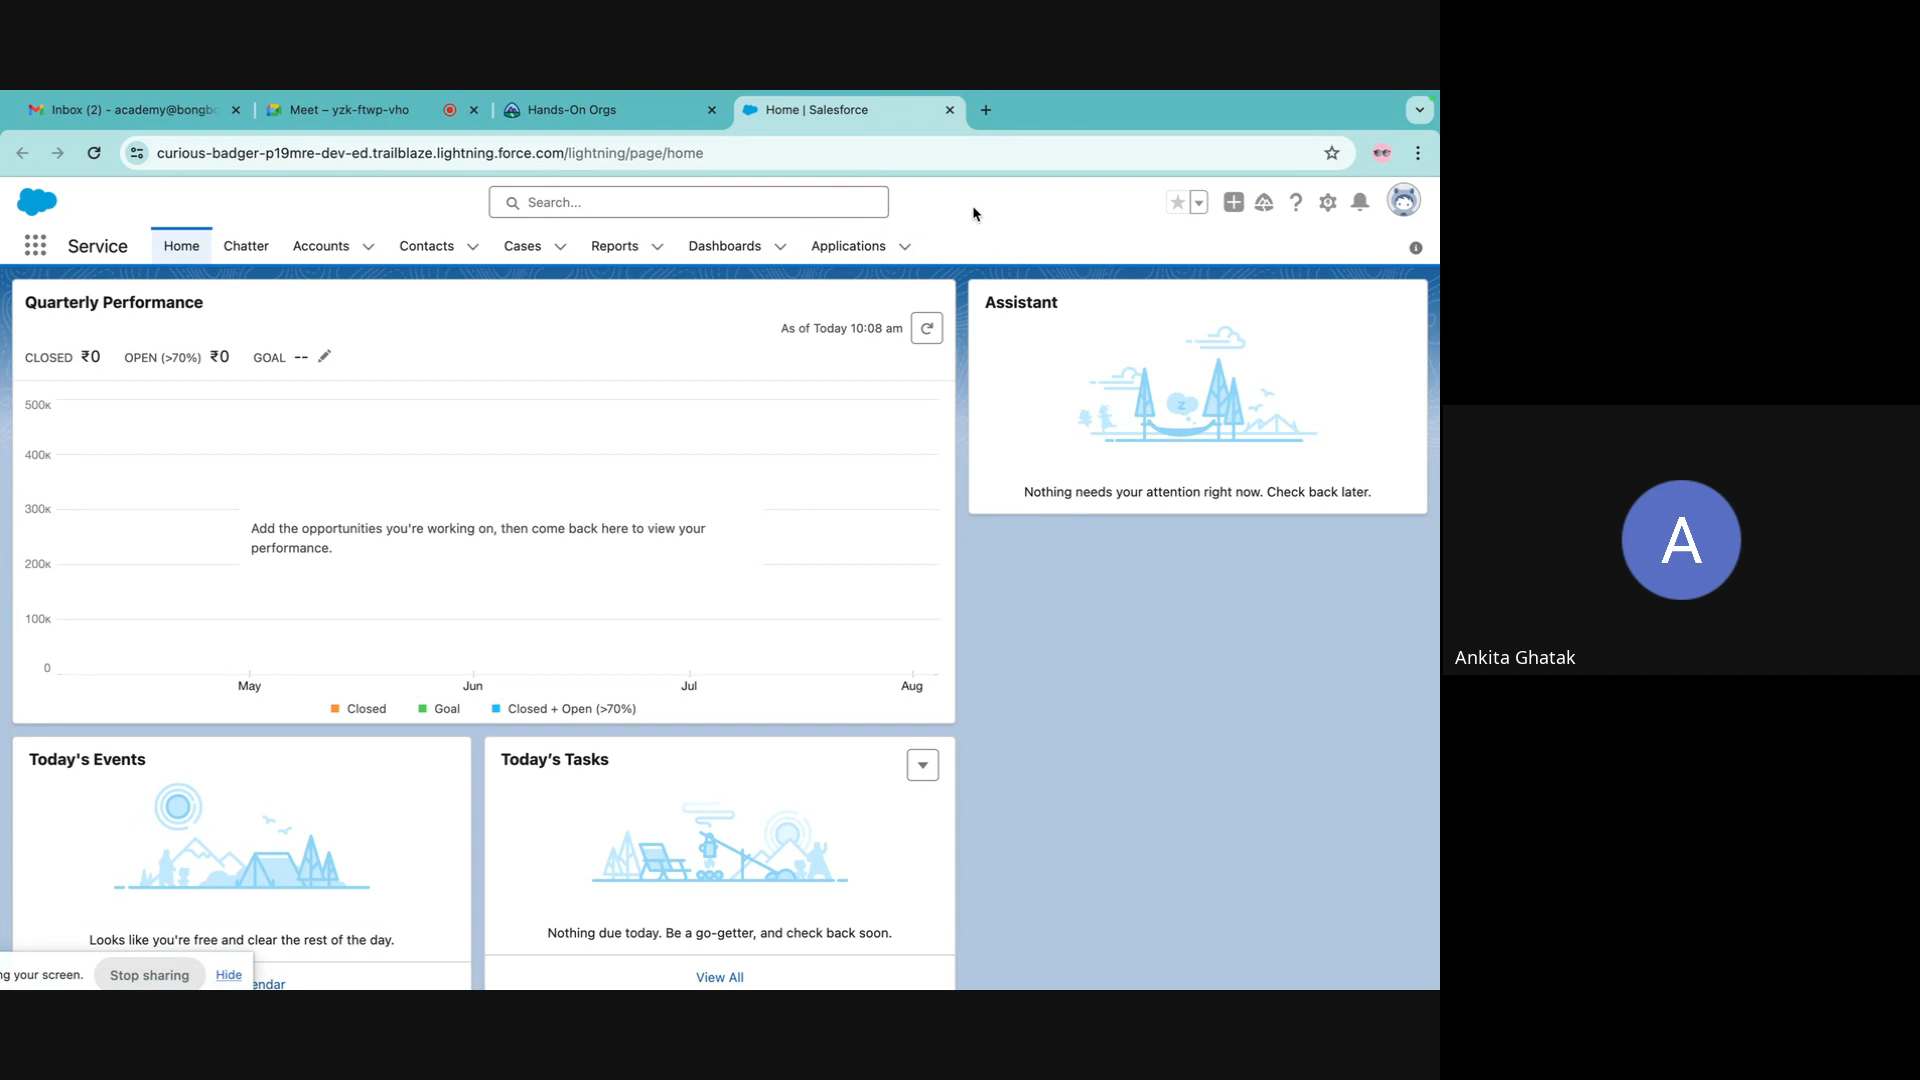 Inbox (2) - academy@bongbo
Meet – yzk-ftwp-vho
Hands-On Orgs
Home | Salesforce
curious-badger-p19mre-dev-ed.trailblaze.lightning.force.com/lightning/page/home
Search...
Service
Home
Chatter
Accounts
Contacts
Cases
Reports
Dashboards
Applications
Quarterly Performance
As of Today 10:08 am
CLOSED ₹0 OPEN (>70%) ₹0 GOAL --
500K
400K
300K
200K
100K
0
Add the opportunities you're working on, then come back here to view your
performance.
May Jun Jul Aug
Closed Goal Closed + Open (>70%)
Assistant
z
Nothing needs your attention right now. Check back later.
Today's Events
Looks like you're free and clear the rest of the day.
endar
Today's Tasks
Nothing due today. Be a go-getter, and check back soon.
View All
ng your screen. Stop sharing Hide
A
Ankita Ghatak